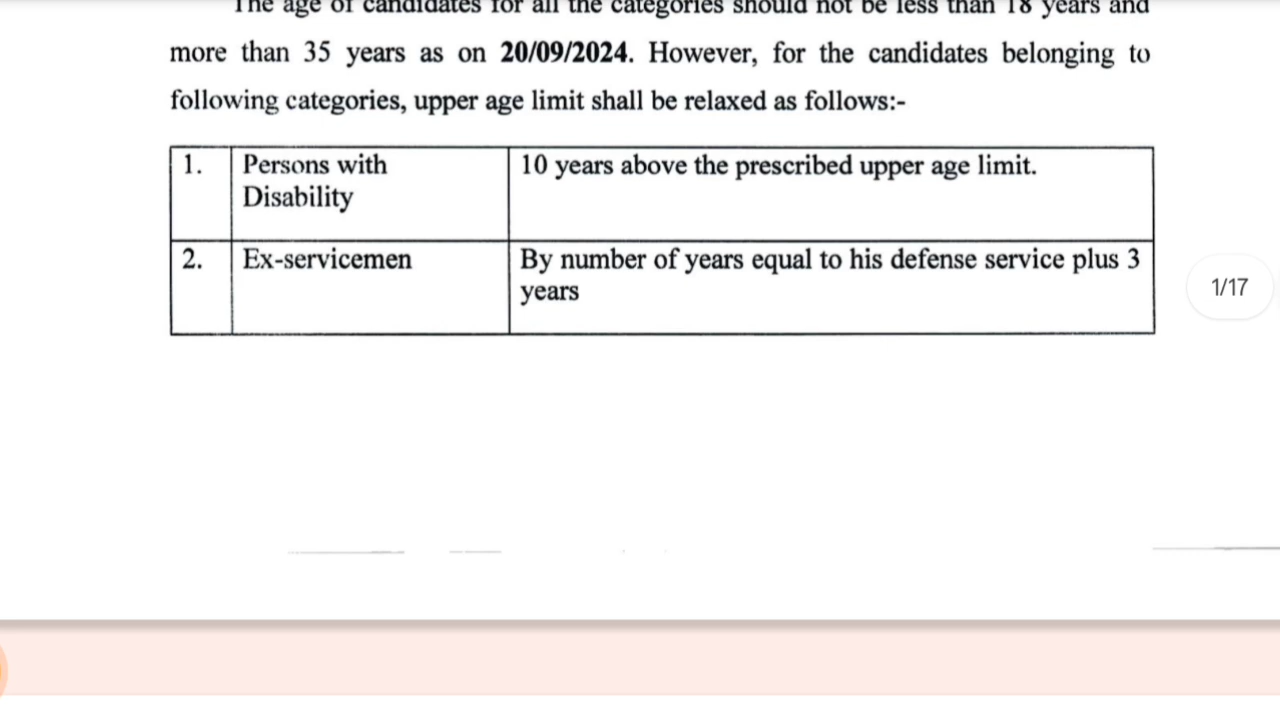 The age of candidates for all the categories should not be less than 18 years and
more than 35 years as on 20/09/2024. However, for the candidates belonging to
following categories, upper age limit shall be relaxed as follows:-
1. Persons with Disability 10 years above the prescribed upper age limit.
2. Ex-servicemen By number of years equal to his defense service plus 3 years
1/17